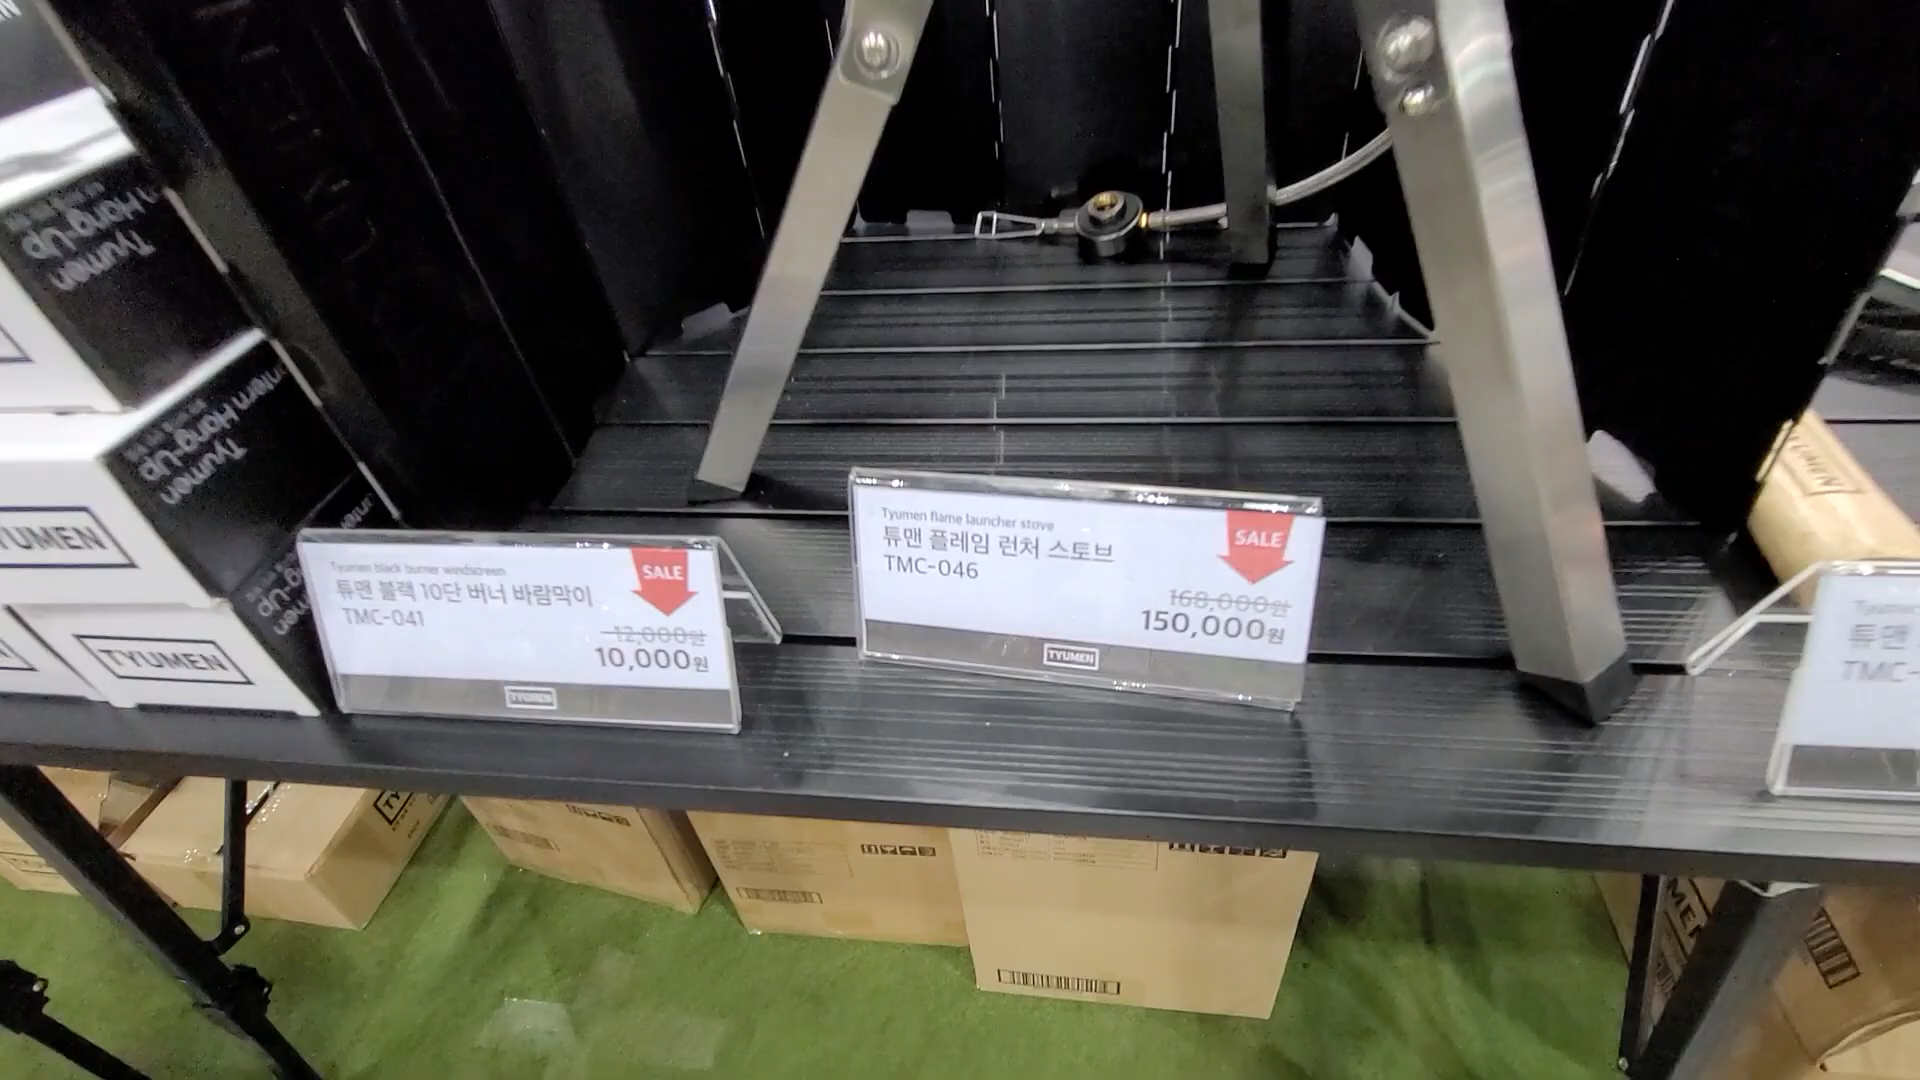 Tyumen
Hang-Up
Tyumen
Hang-Up
TYUMEN
TYUMEN
Tyumen black burner windscreen
튜맨 블랙 10단 버너 바람막이
TMC-041
SALE
12,000원
10,000원
TYUMEN
Tyumen flame launcher stove
튜맨 플레임 런처 스토브
TMC-046
SALE
168,000원
150,000원
TYUMEN
튜맨
TMC-